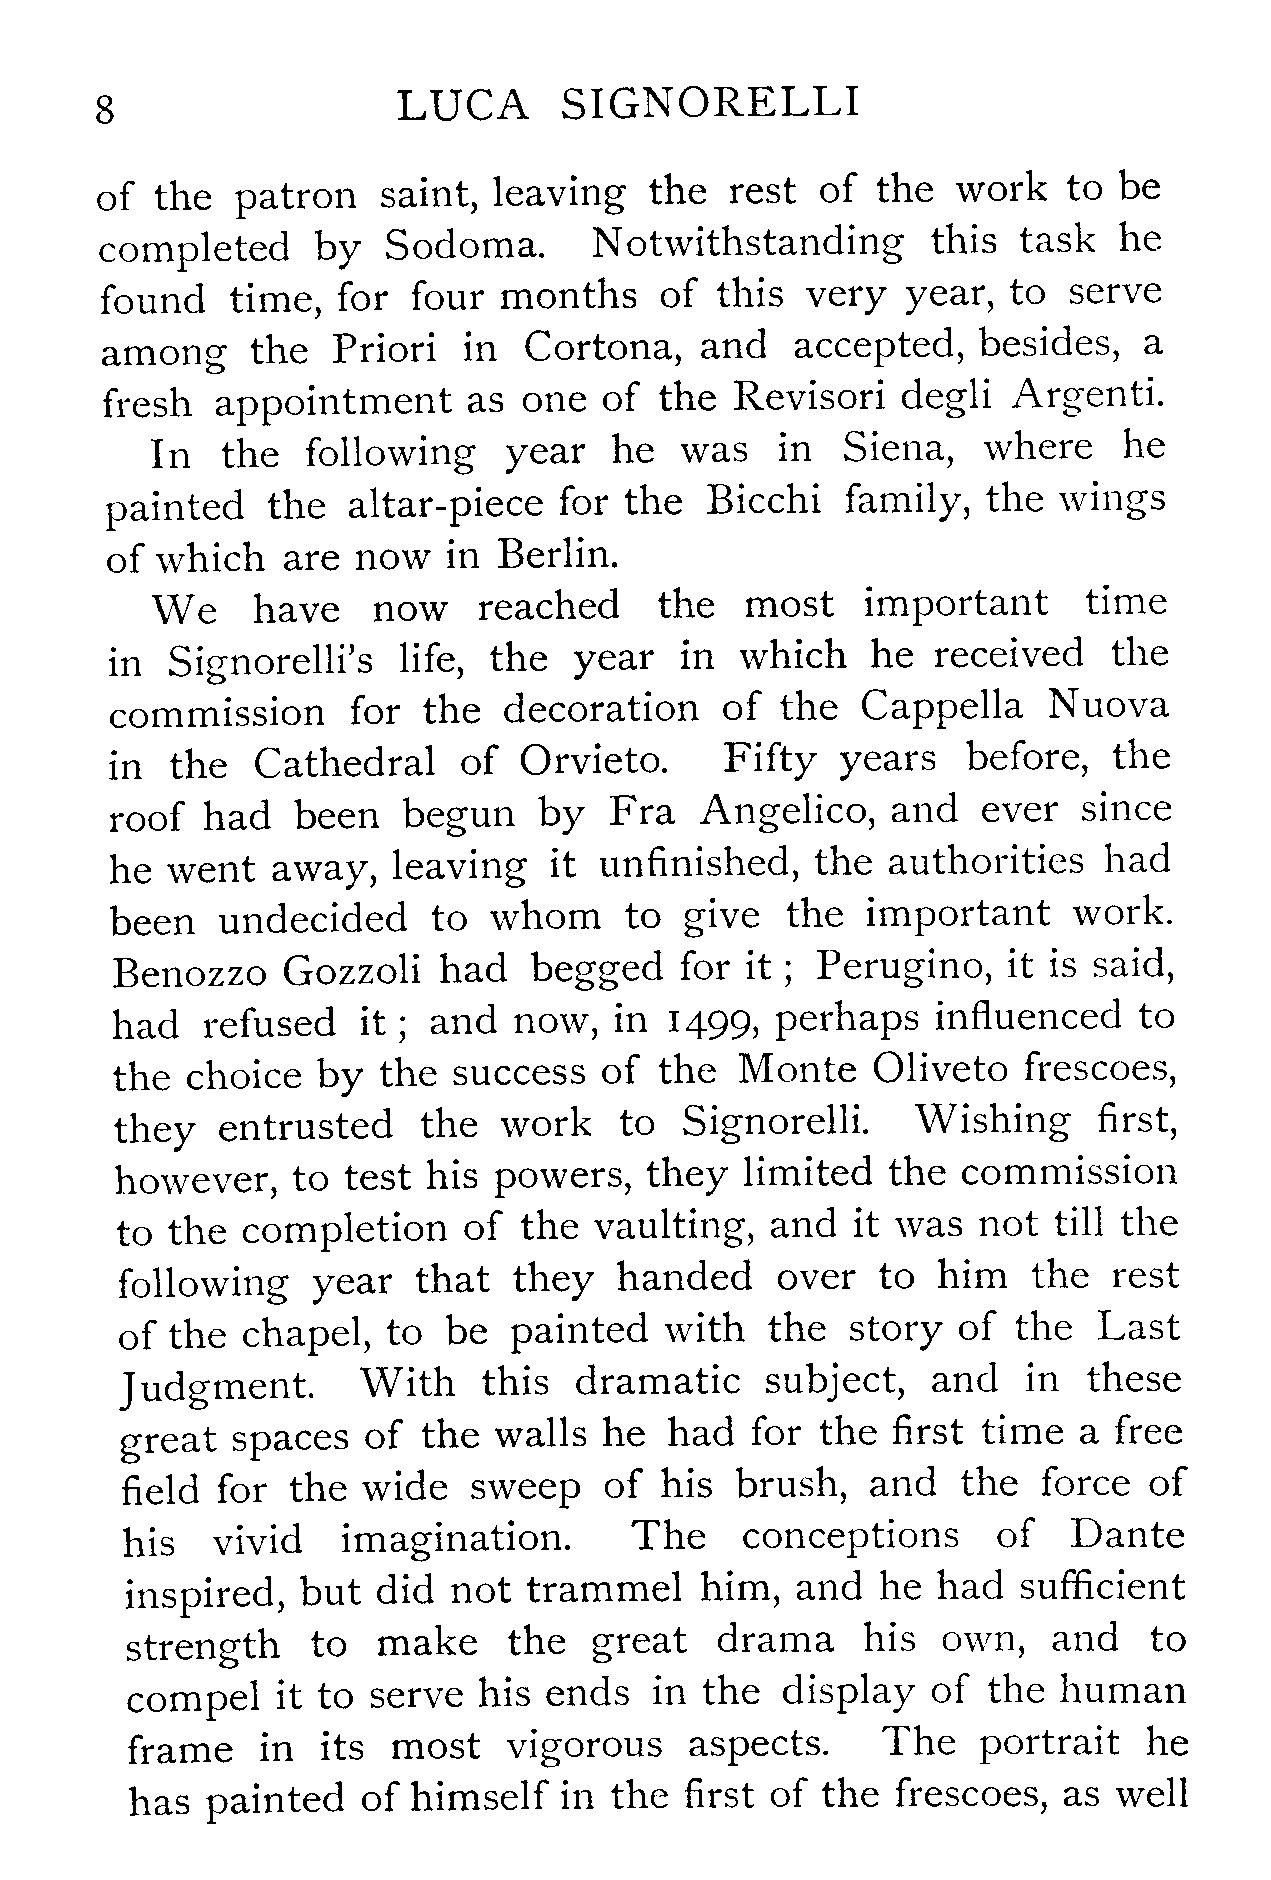 8 LUCA SIGNORELLI
of the patron saint, leaving the rest of the work to be
completed by Sodoma. Notwithstanding this task he
found time, for four months of this very year, to serve
among the Priori in Cortona, and accepted, besides, a
fresh appointment as one of the Revisori degli Argenti.
In the following year he was in Siena, where he
painted the altar-piece for the Bicchi family, the wings
of which are now in Berlin.
We have now reached the most important time
in Signorelli's life, the year in which he received the
commission for the decoration of the Cappella Nuova
in the Cathedral of Orvieto. Fifty years before, the
roof had been begun by Fra Angelico, and ever since
he went away, leaving it unfinished, the authorities had
been undecided to whom to give the important work.
Benozzo Gozzoli had begged for it ; Perugino, it is said,
had refused it ; and now, in 1499, perhaps influenced to
the choice by the success of the Monte Oliveto frescoes,
they entrusted the work to Signorelli. Wishing first,
however, to test his powers, they limited the commission
to the completion of the vaulting, and it was not till the
following year that they handed over to him the rest
of the chapel, to be painted with the story of the Last
Judgment. With this dramatic subject, and in these
great spaces of the walls he had for the first time a free
field for the wide sweep of his brush, and the force of
his vivid imagination. The conceptions of Dante
inspired, but did not trammel him, and he had sufficient
strength to make the great drama his own, and to
compel it to serve his ends in the display of the human
frame in its most vigorous aspects. The portrait he
has painted of himself in the first of the frescoes, as well